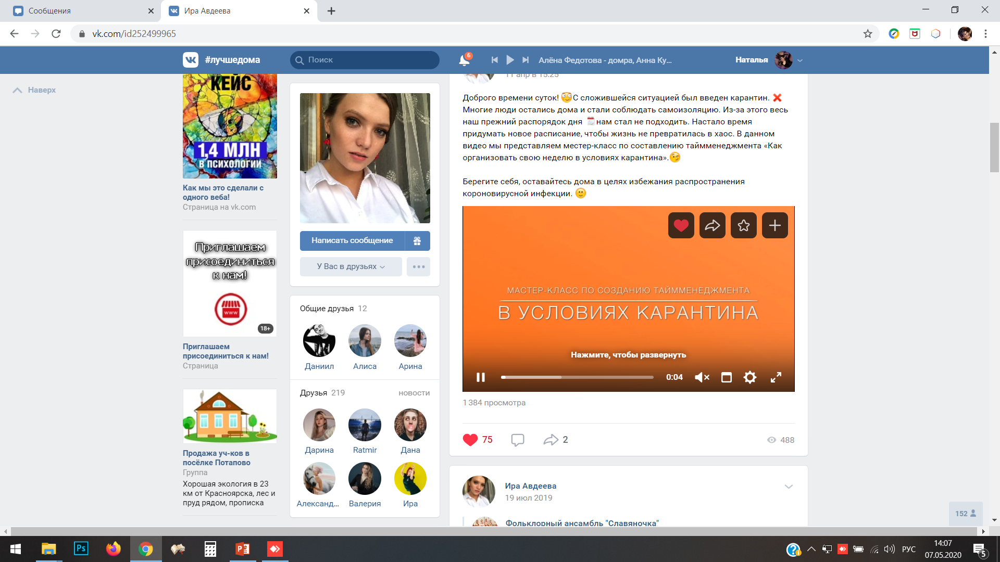 Сообщения
Ира Авдеева
vk.com/id252499965
#лучшедома
Поиск
6
Алёна Федотова - домра, Анна Ку...
Наталья
Наверх
КЕЙС
1,4 МЛН
В ПСИХОЛОГИИ
Как мы это сделали с
одного веба!
Страница на vk.com
Приглашаем
присоединиться
к нам!
www
18+
Приглашаем
присоединиться к нам!
Страница
Продажа уч-ков в
посёлке Потапово
Группа
Хорошая экология в 23
км от Красноярска, лес и
пруд рядом, прописка
Написать сообщение
У Вас в друзьях
Общие друзья 12
Даниил
Алиса
Арина
Друзья 219
новости
Дарина
Ratmir
Дана
Александ...
Валерия
Ира
11 апр в 15:25
Доброго времени суток! С сложившейся ситуацией был введен карантин.
Многие люди остались дома и стали соблюдать самоизоляцию. Из-за этого весь
наш прежний распорядок дня нам стал не подходить. Настало время
придумать новое расписание, чтобы жизнь не превратилась в хаос. В данном
видео мы представляем местер-класс по составлению таймменеджмента «Как
организовать свою неделю в условиях карантина».
Берегите себя, оставайтесь дома в целях избежания распространения
короновирусной инфекции.
МАСТЕР-КЛАСС ПО СОЗДАНИЮ ТАЙММЕНЕДЖМЕНТА
В УСЛОВИЯХ КАРАНТИНА
Нажмите, чтобы развернуть
0:04
1 384 просмотра
75
2
488
Ира Авдеева
19 июл 2019
Фольклорный ансамбль "Славяночка"
152
Ps
РУС
14:07
07.05.2020
5